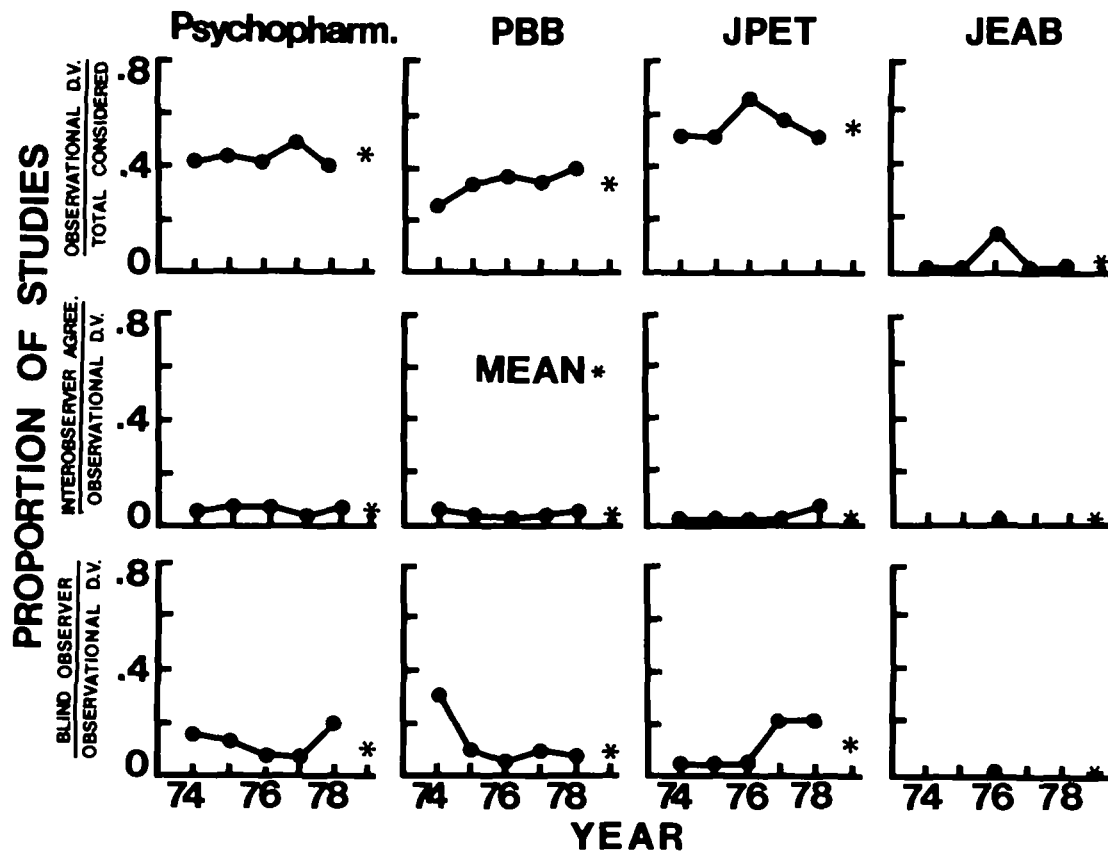 Psychopharm. PBB JPET JEAB
PROPORTION OF STUDIES
OBSERVATIONAL D.V.
TOTAL CONSIDERED
.8
.4
0
INTEROBSERVER AGREE.
OBSERVATIONAL D.V.
.8
.4
0
MEAN *
BLIND OBSERVER
OBSERVATIONAL D.V.
.8
.4
0
74 76 78 74 76 78 74 76 78 74 76 78
YEAR